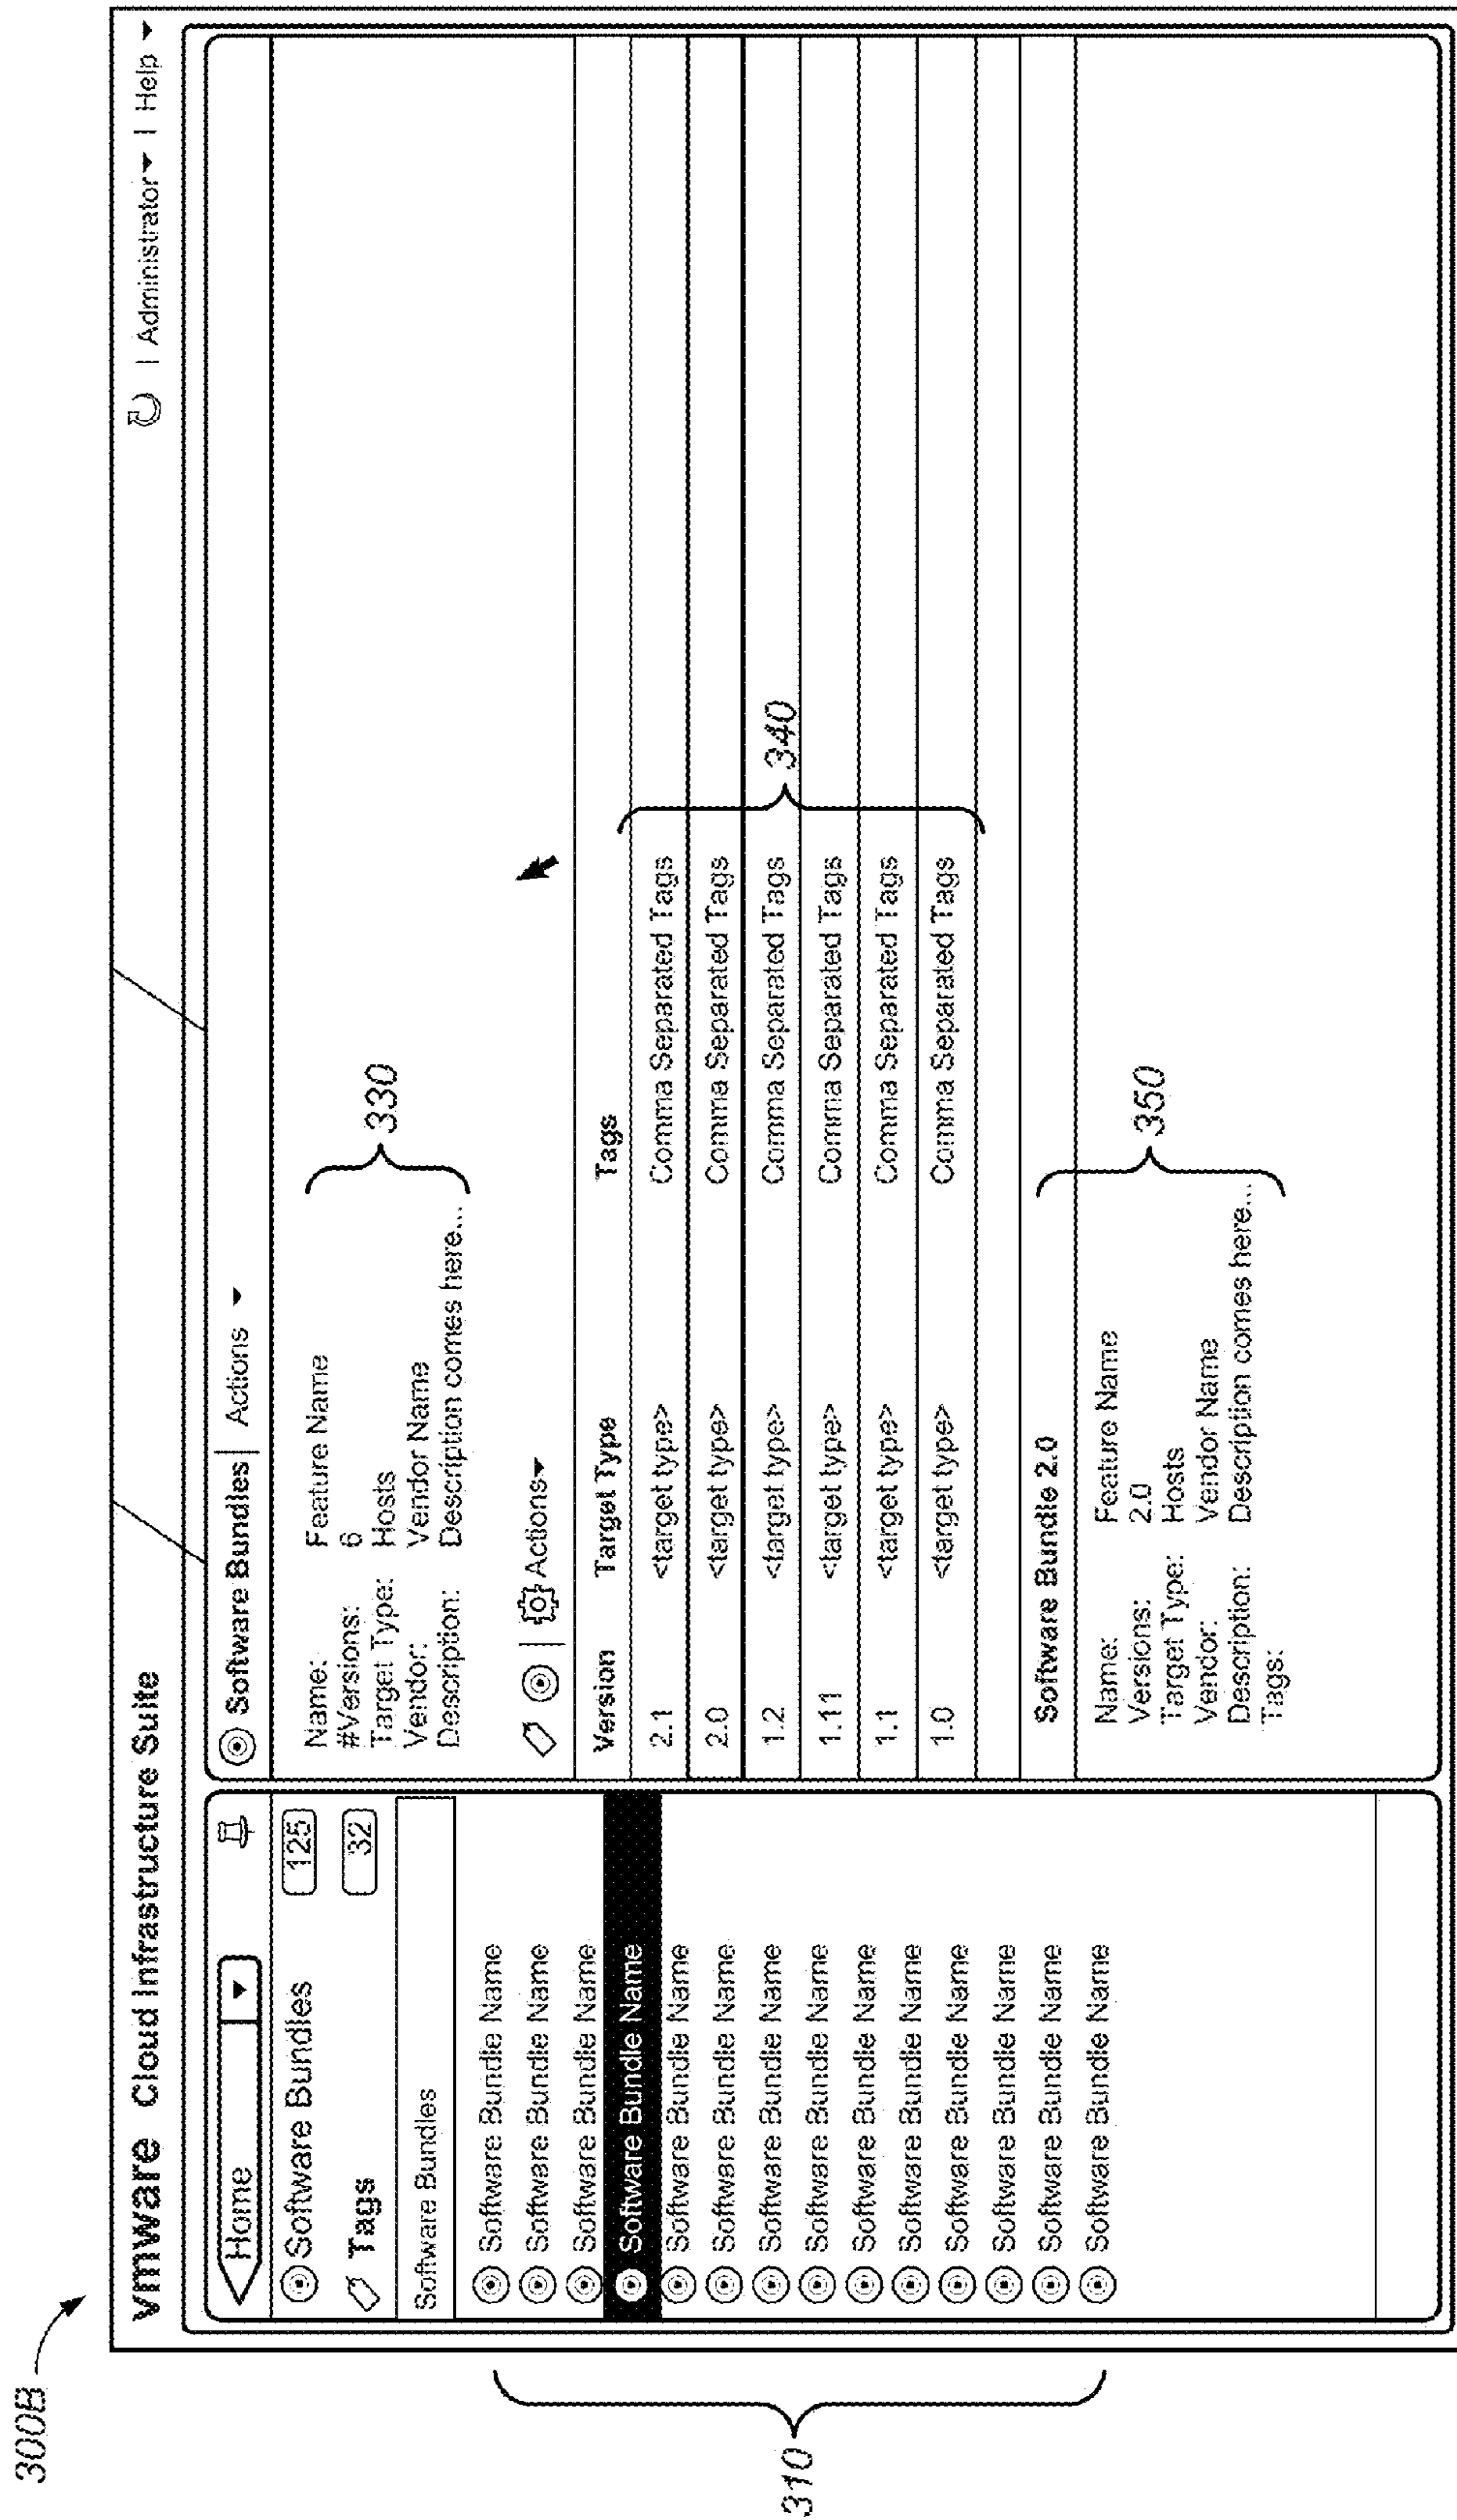 300B
vmware Cloud Infrastructure Suite
| Administrator | Help
Home
Software Bundles 125
Tags 32
Software Bundles
Software Bundle Name
Software Bundle Name
Software Bundle Name
Software Bundle Name
Software Bundle Name
Software Bundle Name
Software Bundle Name
Software Bundle Name
Software Bundle Name
Software Bundle Name
Software Bundle Name
Software Bundle Name
Software Bundle Name
Software Bundle Name
310
Software Bundles | Actions
Name: Feature Name
#Versions: 6
Target Type: Hosts
Vendor: Vendor Name
Description: Description comes here...
330
| Actions
Version Target Type Tags
2.1 <target type> Comma Separated Tags
2.0 <target type> Comma Separated Tags
1.2 <target type> Comma Separated Tags
1.11 <target type> Comma Separated Tags
1.1 <target type> Comma Separated Tags
1.0 <target type> Comma Separated Tags
340
Software Bundle 2.0
Name: Feature Name
Versions: 2.0
Target Type: Hosts
Vendor: Vendor Name
Description: Description comes here...
Tags:
350